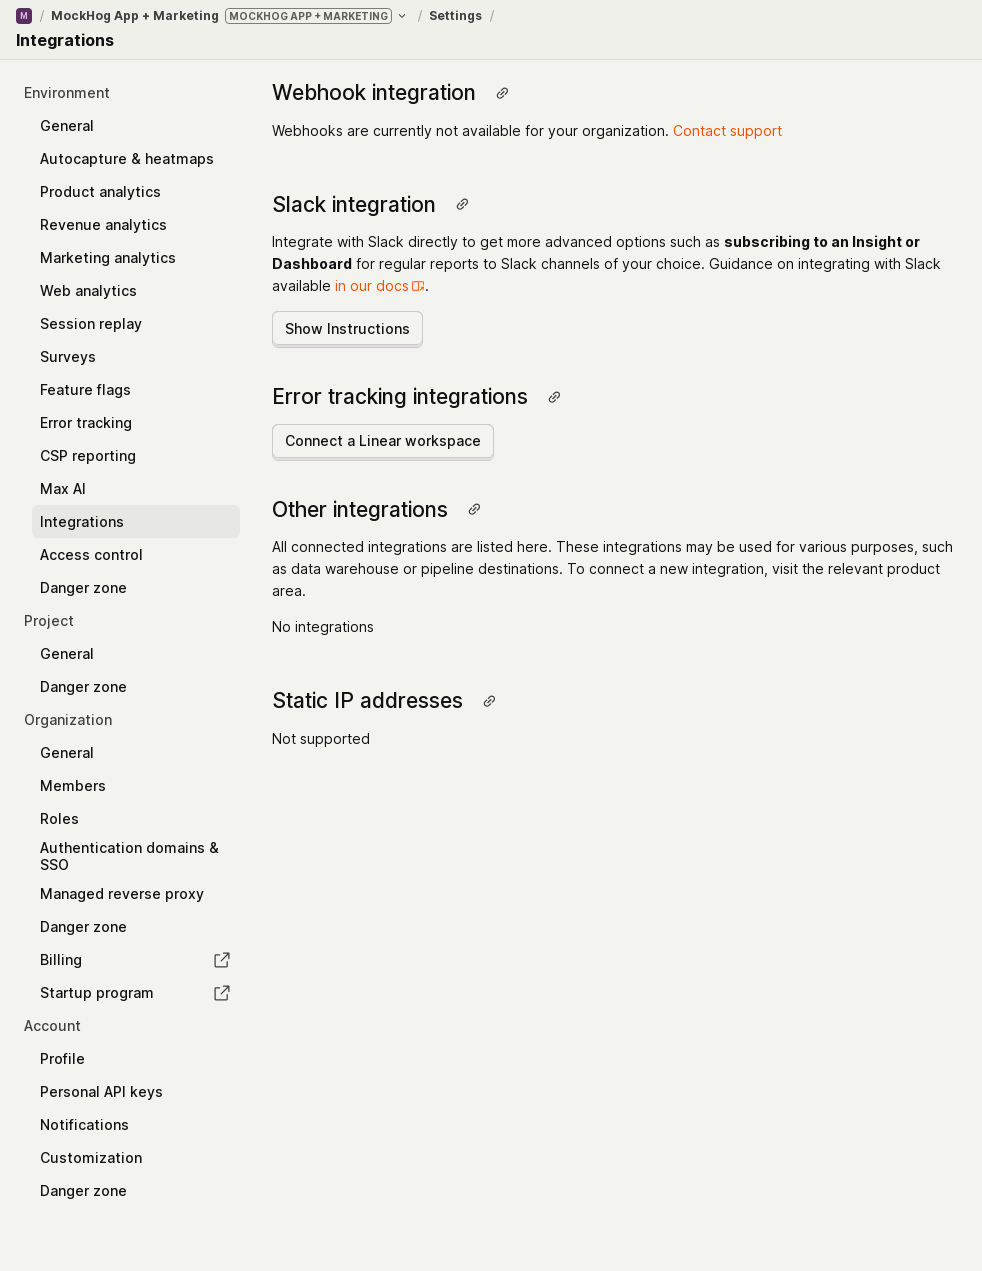 M / MockHog App + Marketing MOCKHOG APP + MARKETING / Settings /
Integrations
Environment
General
Autocapture & heatmaps
Product analytics
Revenue analytics
Marketing analytics
Web analytics
Session replay
Surveys
Feature flags
Error tracking
CSP reporting
Max AI
Integrations
Access control
Danger zone
Project
General
Danger zone
Organization
General
Members
Roles
Authentication domains &
SSO
Managed reverse proxy
Danger zone
Billing
Startup program
Account
Profile
Personal API keys
Notifications
Customization
Danger zone
Webhook integration
Webhooks are currently not available for your organization. Contact support
Slack integration
Integrate with Slack directly to get more advanced options such as subscribing to an Insight or
Dashboard for regular reports to Slack channels of your choice. Guidance on integrating with Slack
available in our docs.
Show Instructions
Error tracking integrations
Connect a Linear workspace
Other integrations
All connected integrations are listed here. These integrations may be used for various purposes, such
as data warehouse or pipeline destinations. To connect a new integration, visit the relevant product
area.
No integrations
Static IP addresses
Not supported